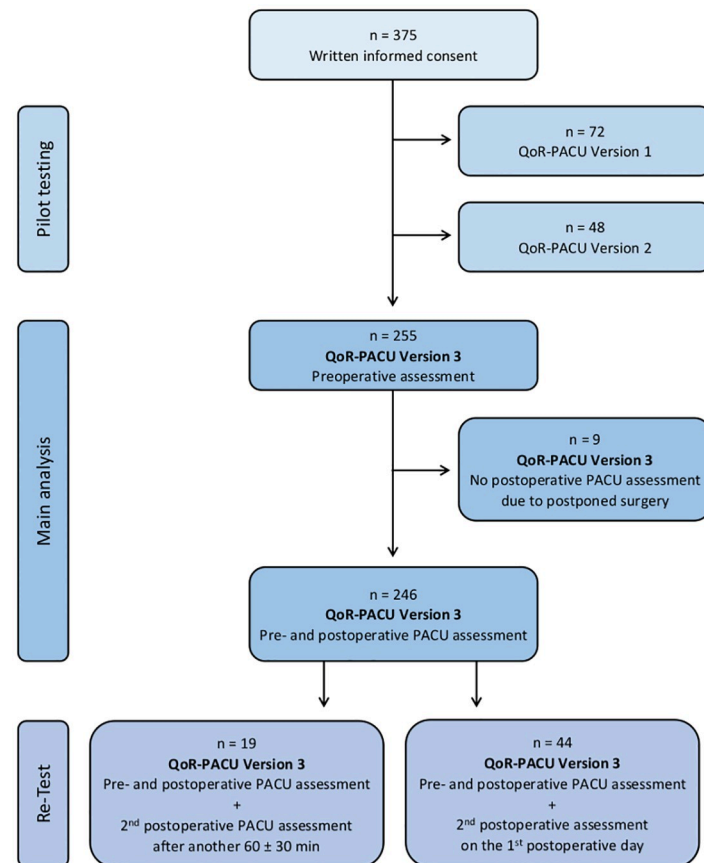 n = 375
Written informed consent
Pilot testing
n = 72
QoR-PACU Version 1
n = 48
QoR-PACU Version 2
Main analysis
n = 255
QoR-PACU Version 3
Preoperative assessment
n = 9
QoR-PACU Version 3
No postoperative PACU assessment
due to postponed surgery
n = 246
QoR-PACU Version 3
Pre- and postoperative PACU assessment
Re-Test
n = 19
QoR-PACU Version 3
Pre- and postoperative PACU assessment
+
2nd postoperative PACU assessment
after another 60 ± 30 min
n = 44
QoR-PACU Version 3
Pre- and postoperative PACU assessment
+
2nd postoperative assessment
on the 1st postoperative day